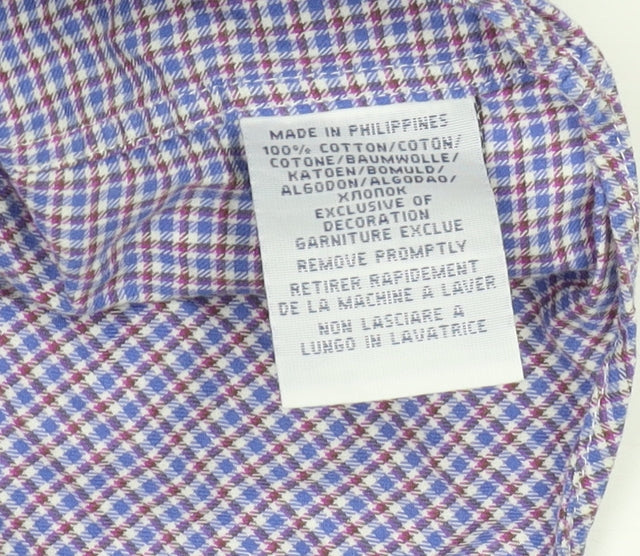 MADE IN PHILIPPINES
100% COTTON/COTON/
COTONE/BAUMWOLLE/
KATOEN/BOMULD/
ALGODON/ALGODAO/
ХЛОПОК
EXCLUSIVE OF
DECORATION
GARNITURE EXCLUE
REMOVE PROMPTLY
RETIRER RAPIDEMENT
DE LA MACHINE A LAVER
NON LASCIARE A
LUNGO IN LAVATRICE